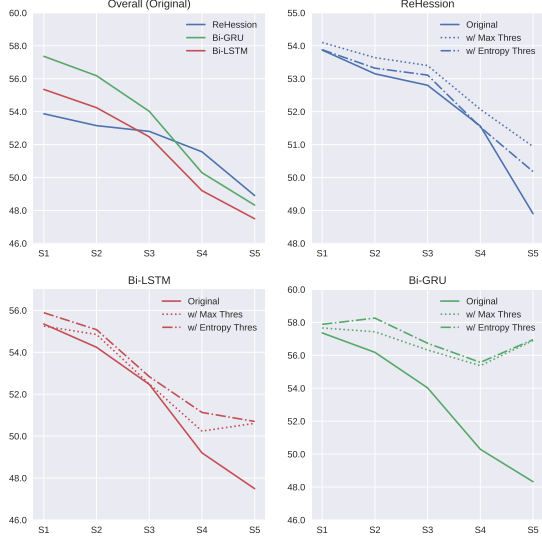 Overall (Original)
60.0
58.0
56.0
54.0
52.0
50.0
48.0
46.0
S1 S2 S3 S4 S5
ReHession
Bi-GRU
Bi-LSTM
ReHession
55.0
54.0
53.0
52.0
51.0
50.0
49.0
48.0
S1 S2 S3 S4 S5
Original
w/ Max Thres
w/ Entropy Thres
Bi-LSTM
56.0
54.0
52.0
50.0
48.0
46.0
S1 S2 S3 S4 S5
Original
w/ Max Thres
w/ Entropy Thres
Bi-GRU
60.0
58.0
56.0
54.0
52.0
50.0
48.0
46.0
S1 S2 S3 S4 S5
Original
w/ Max Thres
w/ Entropy Thres